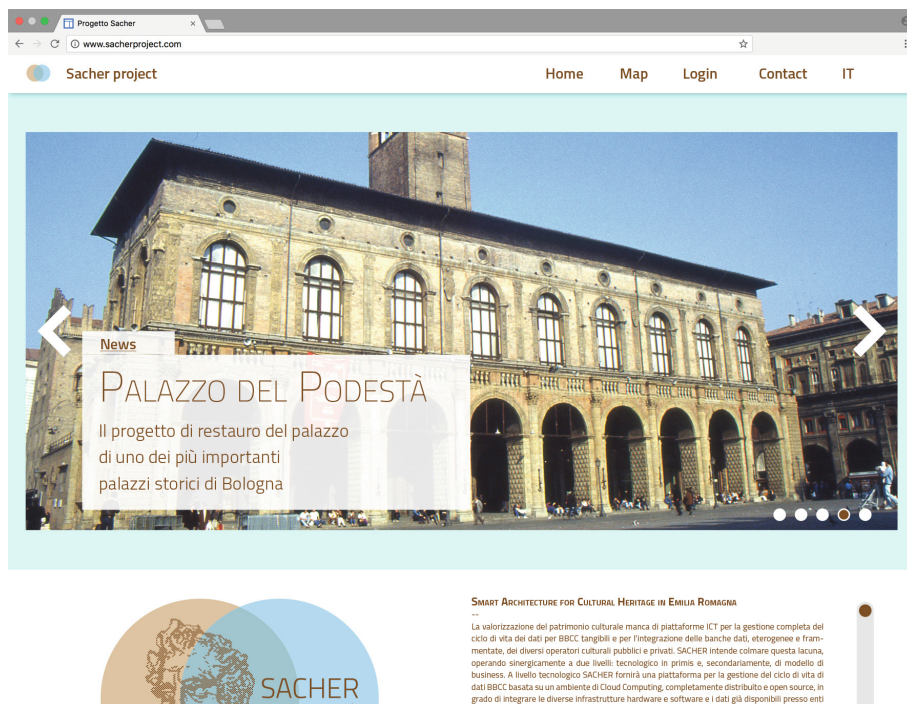 Progetto Sacher
www.sacherproject.com
Sacher project
Home Map Login Contact IT
News
PALAZZO DEL PODESTÀ
Il progetto di restauro del palazzo
di uno dei più importanti
palazzi storici di Bologna
SMART ARCHITECTURE FOR CULTURAL HERITAGE IN EMILIA ROMAGNA
--
La valorizzazione del patrimonio culturale manca di piattaforme ICT per la gestione completa del
ciclo di vita dei dati per BBCC tangibili e per l'integrazione delle banche dati, eterogenee e fram-
mentate, dei diversi operatori culturali pubblici e privati. SACHER intende colmare questa lacuna,
operando sinergicamente a due livelli: tecnologico in primis e, secondariamente, di modello di
business. A livello tecnologico SACHER fornirà una piattaforma per la gestione del ciclo di vita di
dati BBCC basata su un ambiente di Cloud Computing, completamente distribuito e open source, in
grado di integrare le diverse infrastrutture hardware e software e i dati già disponibili presso enti
SACHER